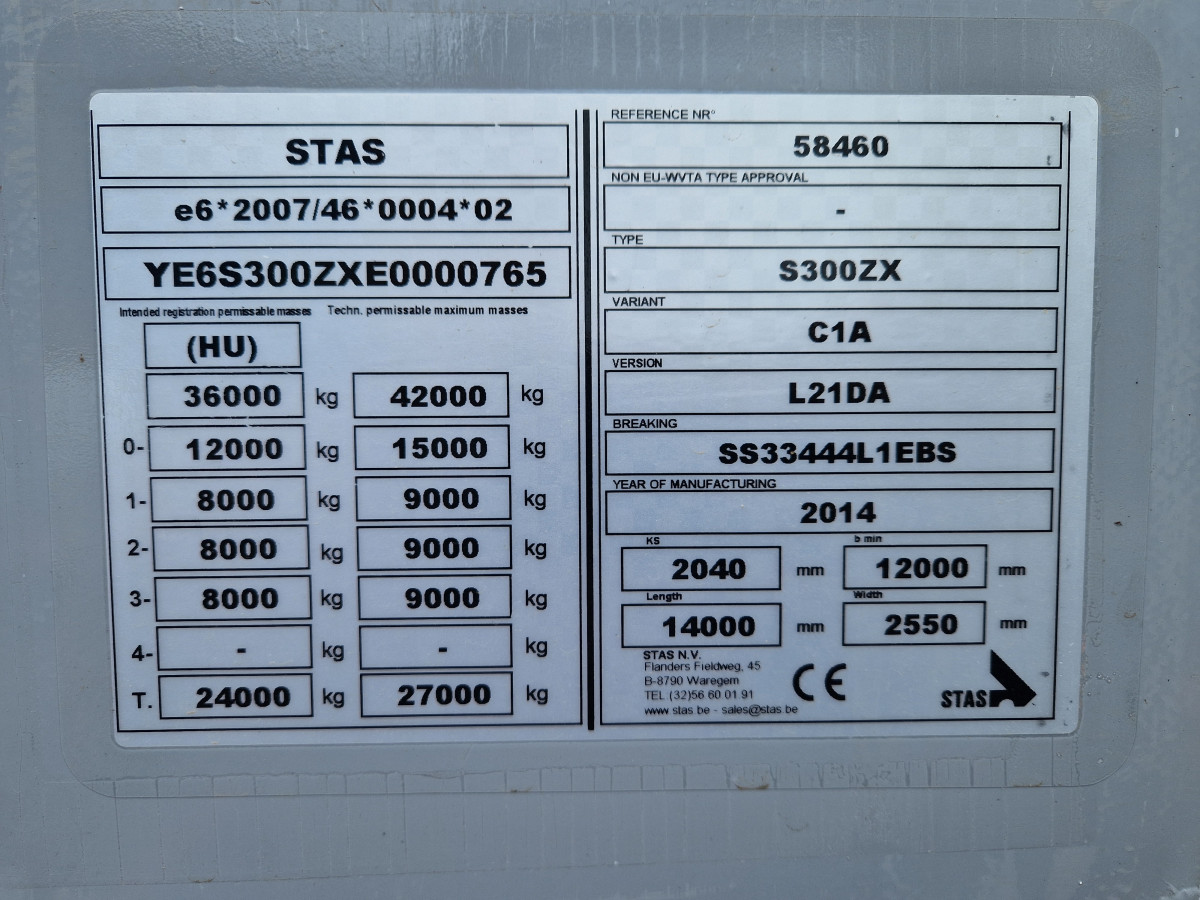 STAS
e6*2007/46*0004*02
YE6S300ZXE0000765
Intended registration permissable masses Techn. permissable maximum masses
(HU)
36000 kg 42000 kg
0- 12000 kg 15000 kg
1- 8000 kg 9000 kg
2- 8000 kg 9000 kg
3- 8000 kg 9000 kg
4- - kg - kg
T. 24000 kg 27000 kg
REFERENCE NR°
58460
NON EU-WVTA TYPE APPROVAL
-
TYPE
S300ZX
VARIANT
C1A
VERSION
L21DA
BREAKING
SS33444L1EBS
YEAR OF MANUFACTURING
2014
KS b min
2040 mm 12000 mm
Length Width
14000 mm 2550 mm
STAS N.V.
Flanders Fieldweg, 45
B-8790 Waregem
TEL (32)56 60 01 91
www stas be - sales@stas be
CE
STAS